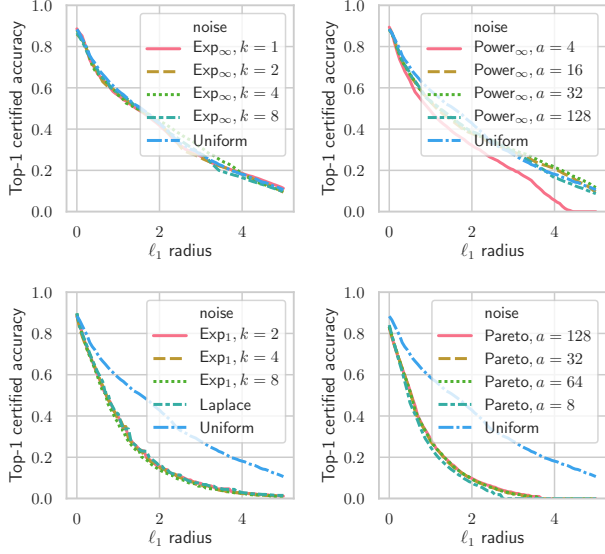 Top-1 certified accuracy
1.0
0.8
0.6
0.4
0.2
0.0
0
2
4
ℓ₁ radius
noise
Exp∞, k = 1
Exp∞, k = 2
Exp∞, k = 4
Exp∞, k = 8
Uniform
Top-1 certified accuracy
1.0
0.8
0.6
0.4
0.2
0.0
0
2
4
ℓ₁ radius
noise
Power∞, a = 4
Power∞, a = 16
Power∞, a = 32
Power∞, a = 128
Uniform
Top-1 certified accuracy
1.0
0.8
0.6
0.4
0.2
0.0
0
2
4
ℓ₁ radius
noise
Exp₁, k = 2
Exp₁, k = 4
Exp₁, k = 8
Laplace
Uniform
Top-1 certified accuracy
1.0
0.8
0.6
0.4
0.2
0.0
0
2
4
ℓ₁ radius
noise
Pareto, a = 128
Pareto, a = 32
Pareto, a = 64
Pareto, a = 8
Uniform